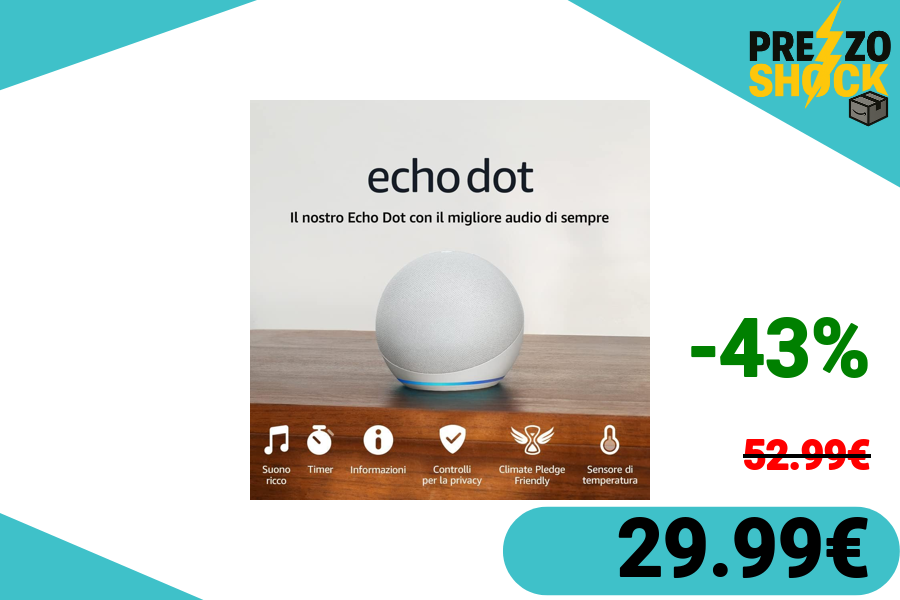 PREZZO
SHOCK
echo dot
Il nostro Echo Dot con il migliore audio di sempre
-43%
52.99€
Suono
ricco
Timer
Informazioni
Controlli
per la privacy
Climate Pledge
Friendly
Sensore di
temperatura
29.99€